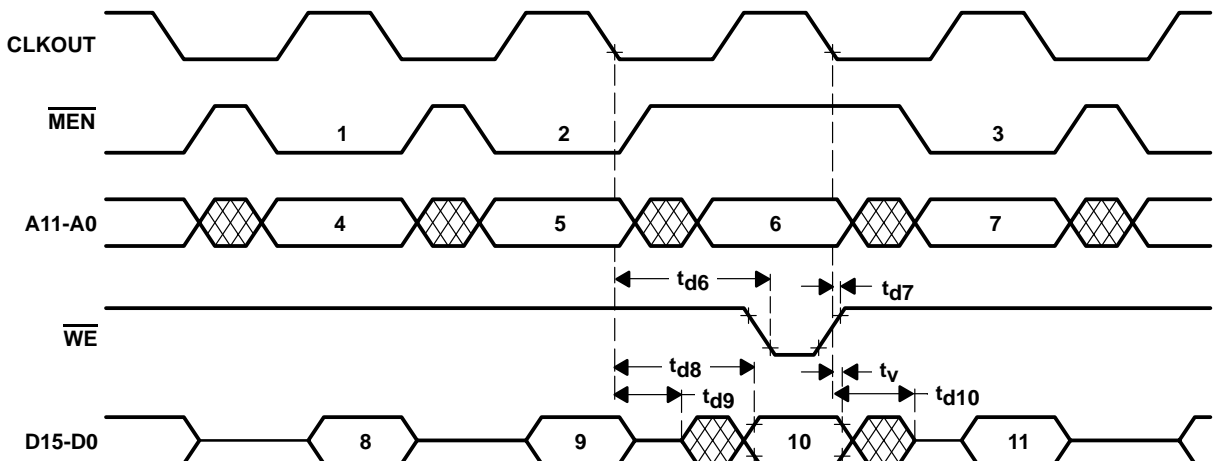 CLKOUT
MEN
1 2 3
A11-A0
4 5 6 7
td6 td7
WE
td8 tv
td9 td10
D15-D0
8 9 10 11